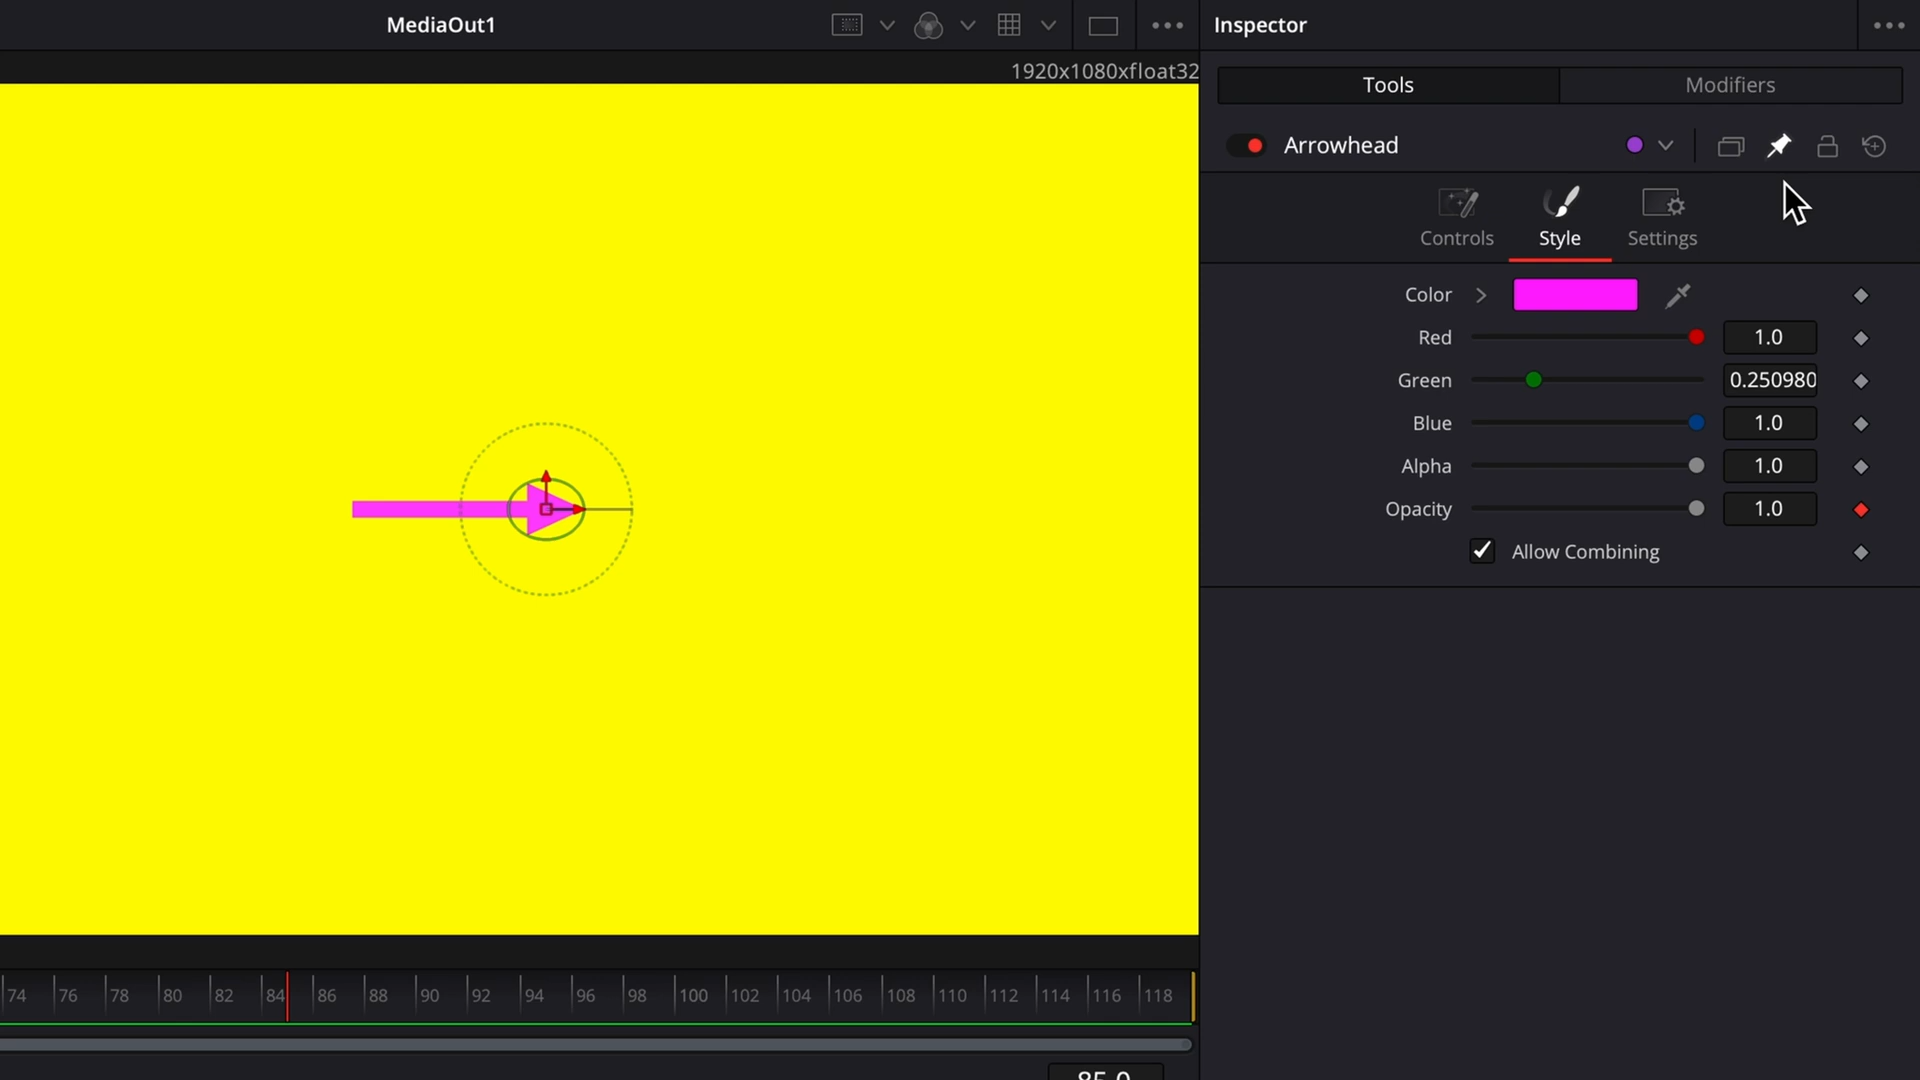 MediaOut1
Inspector
1920x1080xfloat32
Tools
Modifiers
Arrowhead
Controls
Style
Settings
Color
Red 1.0
Green 0.250980
Blue 1.0
Alpha 1.0
Opacity 1.0
Allow Combining
74 76 78 80 82 84 86 88 90 92 94 96 98 100 102 104 106 108 110 112 114 116 118
85.0